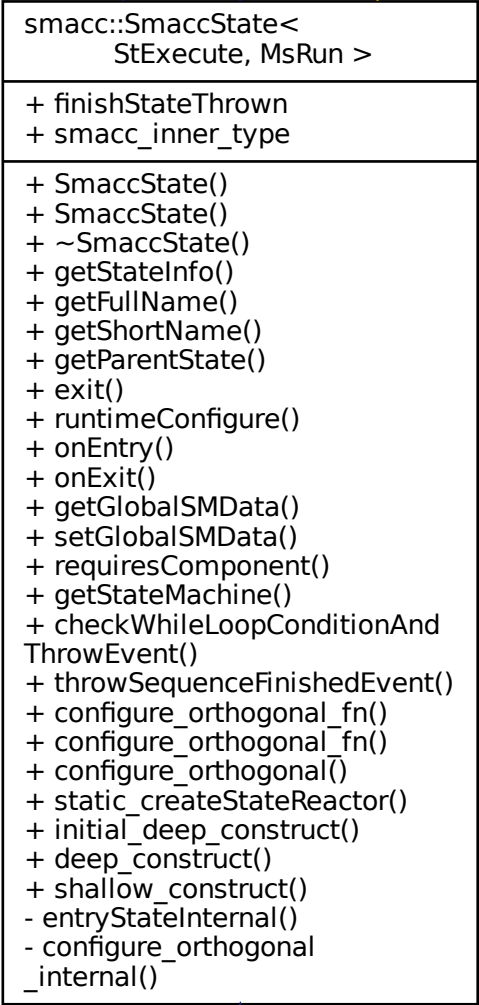 smacc::SmaccState<
StExecute, MsRun >
+ finishStateThrown
+ smacc_inner_type
+ SmaccState()
+ SmaccState()
+ ~SmaccState()
+ getStateInfo()
+ getFullName()
+ getShortName()
+ getParentState()
+ exit()
+ runtimeConfigure()
+ onEntry()
+ onExit()
+ getGlobalSMData()
+ setGlobalSMData()
+ requiresComponent()
+ getStateMachine()
+ checkWhileLoopConditionAnd
ThrowEvent()
+ throwSequenceFinishedEvent()
+ configure_orthogonal_fn()
+ configure_orthogonal_fn()
+ configure_orthogonal()
+ static_createStateReactor()
+ initial_deep_construct()
+ deep_construct()
+ shallow_construct()
- entryStateInternal()
- configure_orthogonal
_internal()